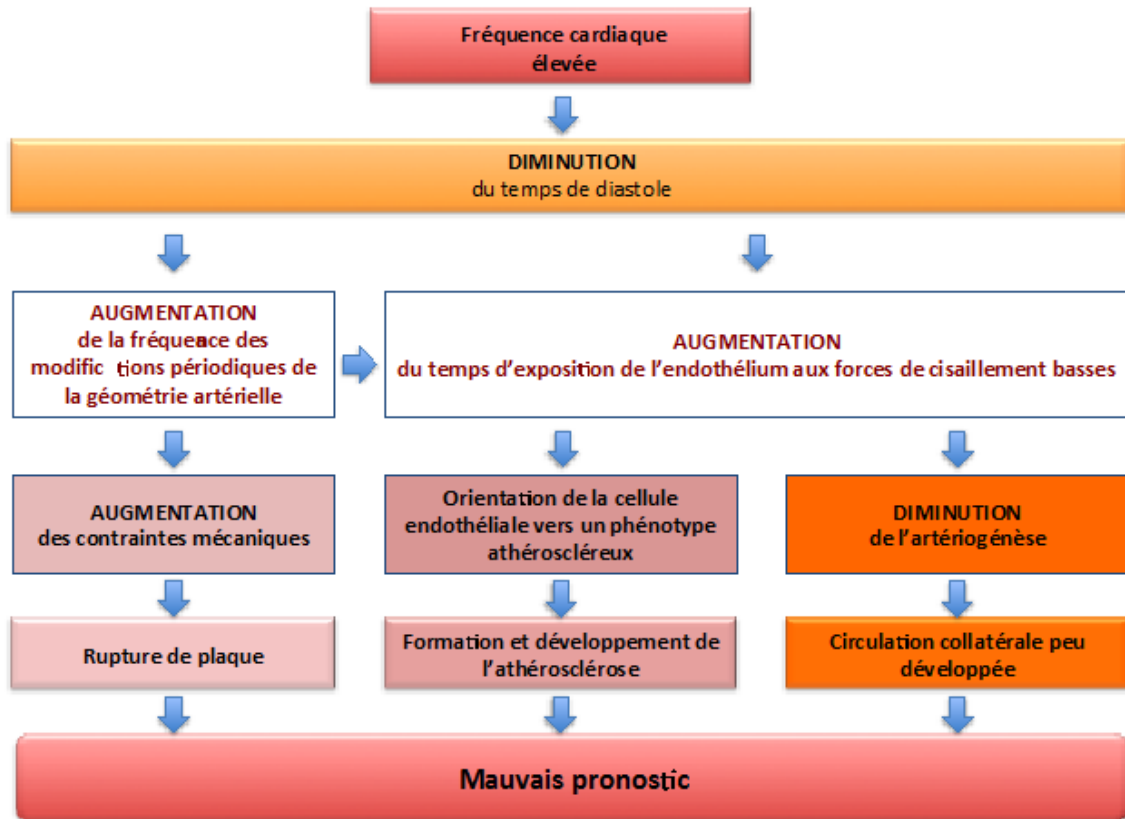 Fréquence cardiaque
élevée
DIMINUTION
du temps de diastole
AUGMENTATION
de la fréquence des
modific tions périodiques de
la géométrie artérielle
AUGMENTATION
du temps d'exposition de l'endothélium aux forces de cisaillement basses
AUGMENTATION
des contraintes mécaniques
Orientation de la cellule
endothéliale vers un phénotype
athéroscléreux
DIMINUTION
de l'artériogénèse
Rupture de plaque
Formation et développement de
l'athérosclérose
Circulation collatérale peu
développée
Mauvais pronostic